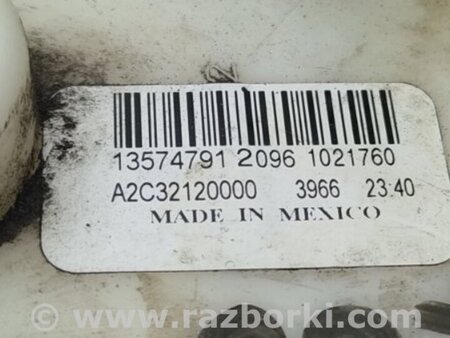 13574791 2096 1021760
A2C32120000 3966 23:40
MADE IN MEXICO
© www.razborki.com